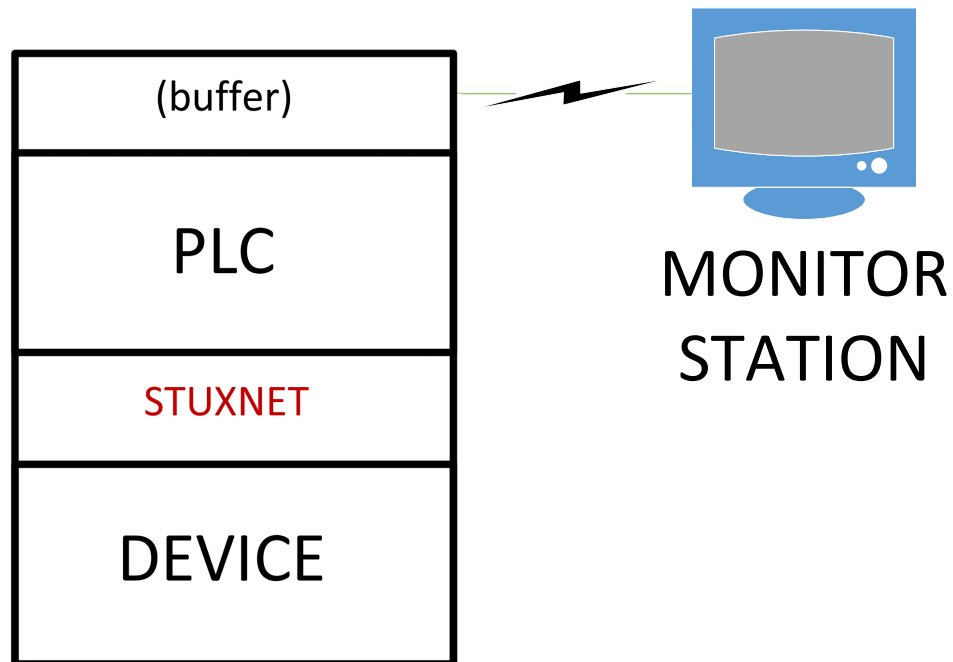 (buffer)
PLC
STUXNET
DEVICE
MONITOR
STATION